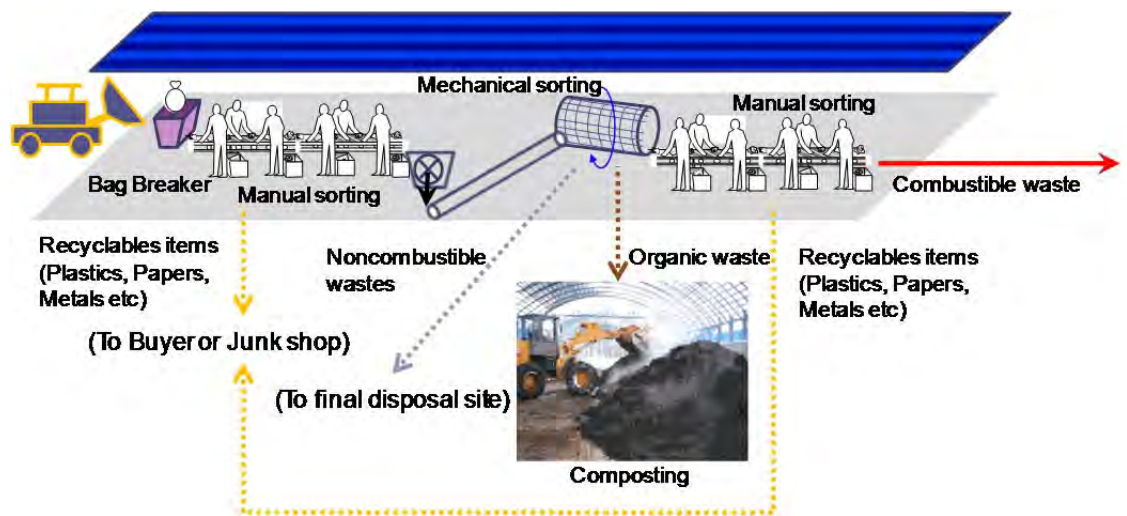 Mechanical sorting
Manual sorting
Bag Breaker
Manual sorting
Combustible waste
Recyclables items
(Plastics, Papers,
Metals etc)
Noncombustible
wastes
Organic waste
Recyclables items
(Plastics, Papers,
Metals etc)
(To Buyer or Junk shop)
(To final disposal site)
Composting